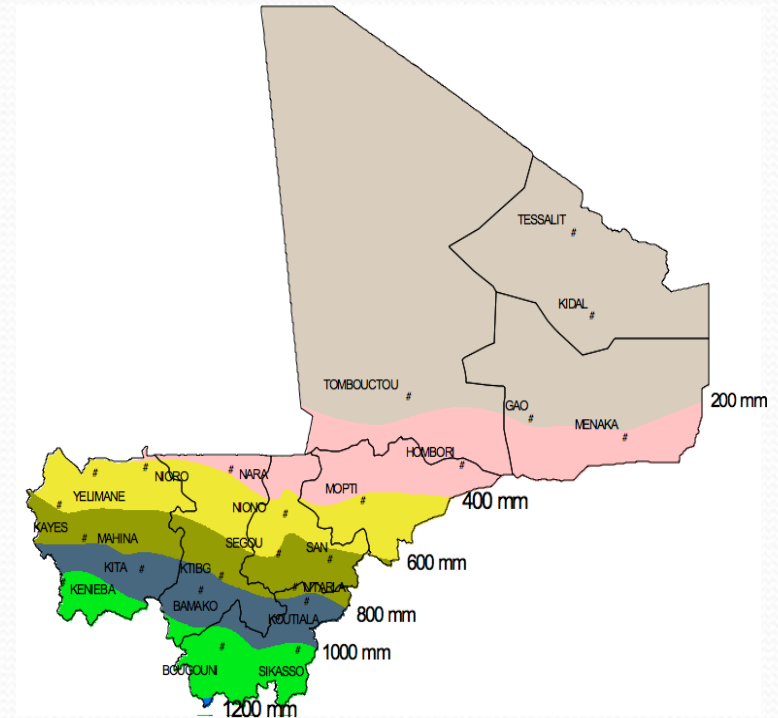 TESSALIT
KIDAL
TOMBOUCTOU
200 mm
GAO
MENAKA
HOMBORI
NARA
NIORO
MOPTI
YELIMANE
400 mm
NIONO
KAYES
MAHINA
SEGOU
SAN
600 mm
KITA
KTIBG
KENIEBA
BAMAKO
800 mm
KOUTIALA
1000 mm
BOUGOUNI
SIKASSO
1200 mm